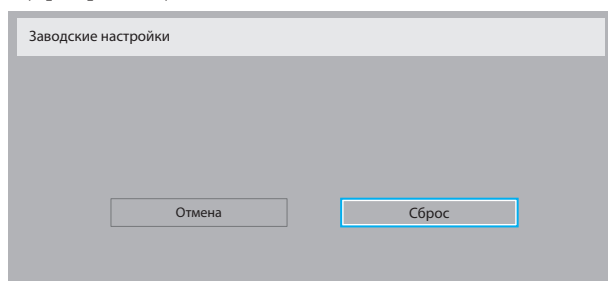 Заводские настройки
Отмена
Сброс